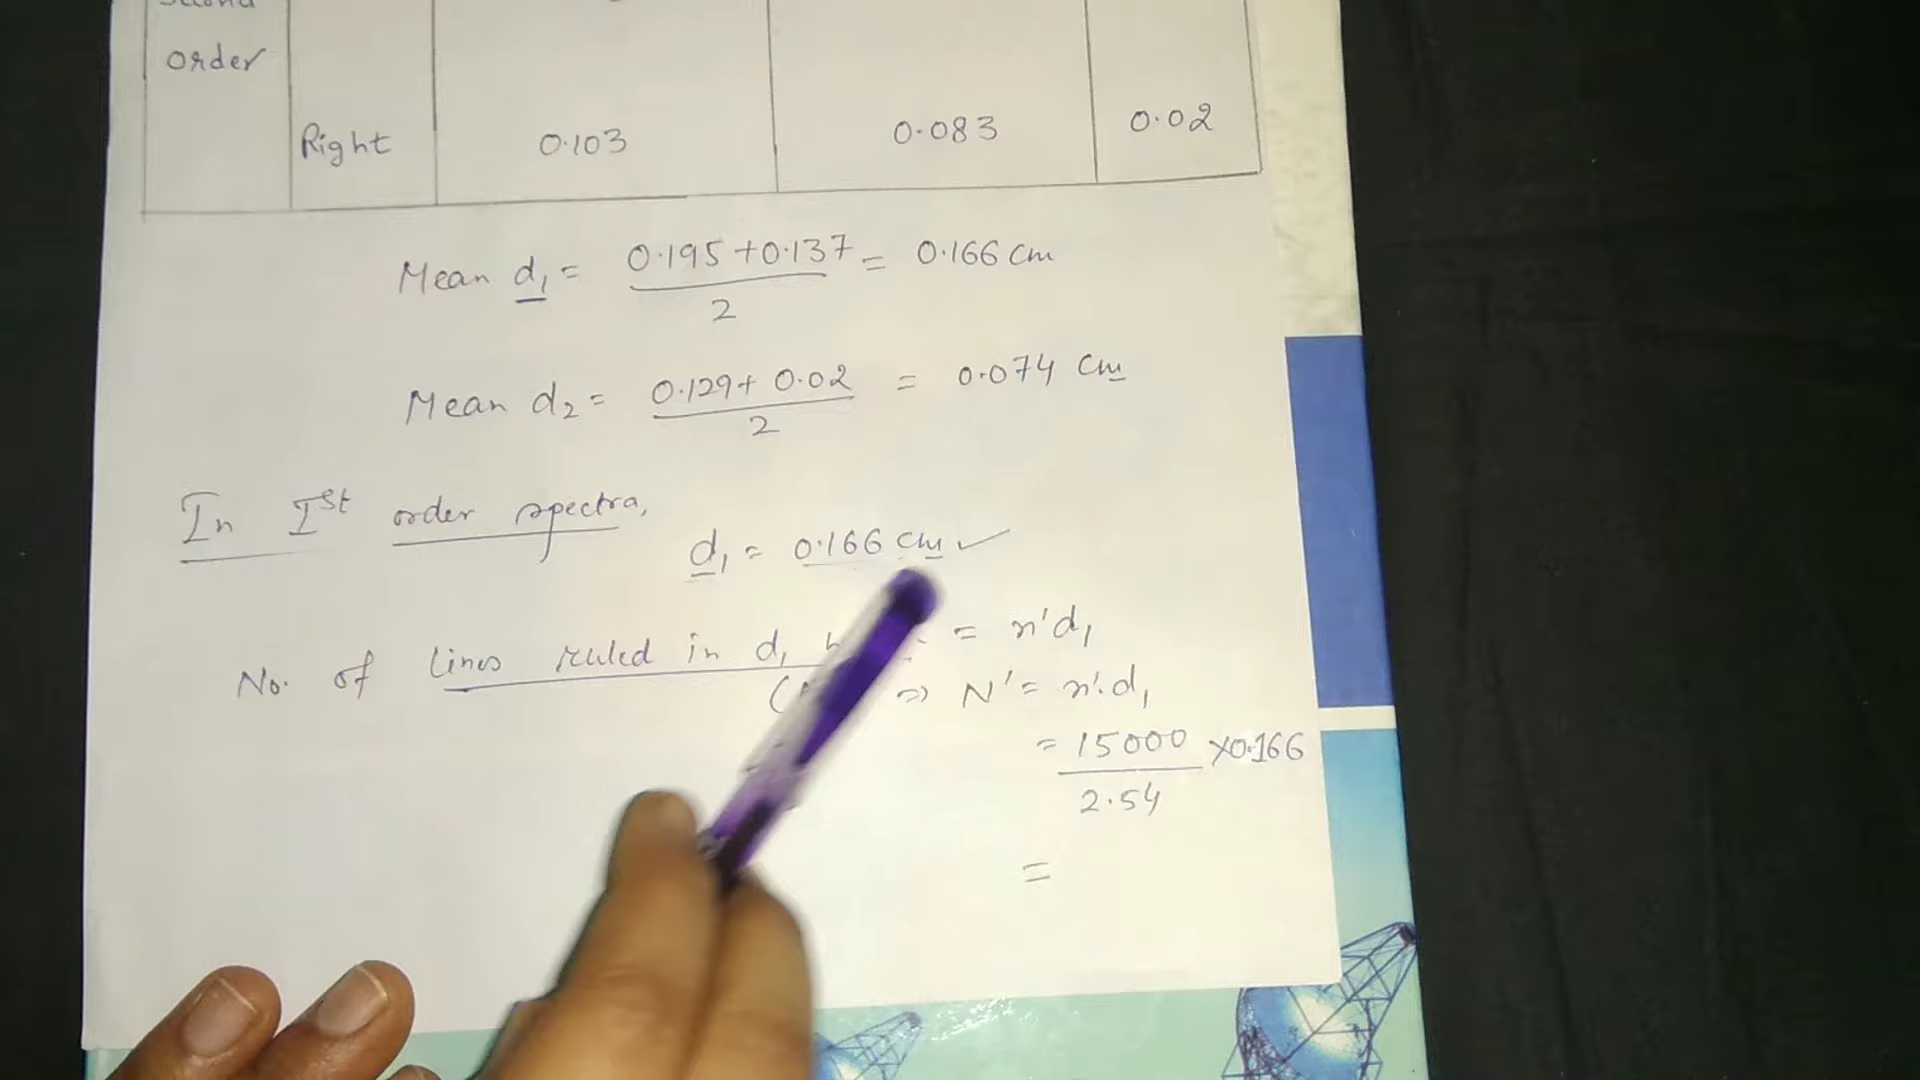 order
Right 0.103 0.083 0.02
Mean d₁ = 0.195 + 0.137 / 2 = 0.166 cm
Mean d₂ = 0.129 + 0.02 / 2 = 0.074 cm
In Iˢᵗ order spectra,
d₁ = 0.166 cm ✓
No. of lines ruled in d₁ = n'd₁
=> N' = n'.d₁
= 15000 / 2.54 × 0.166
=